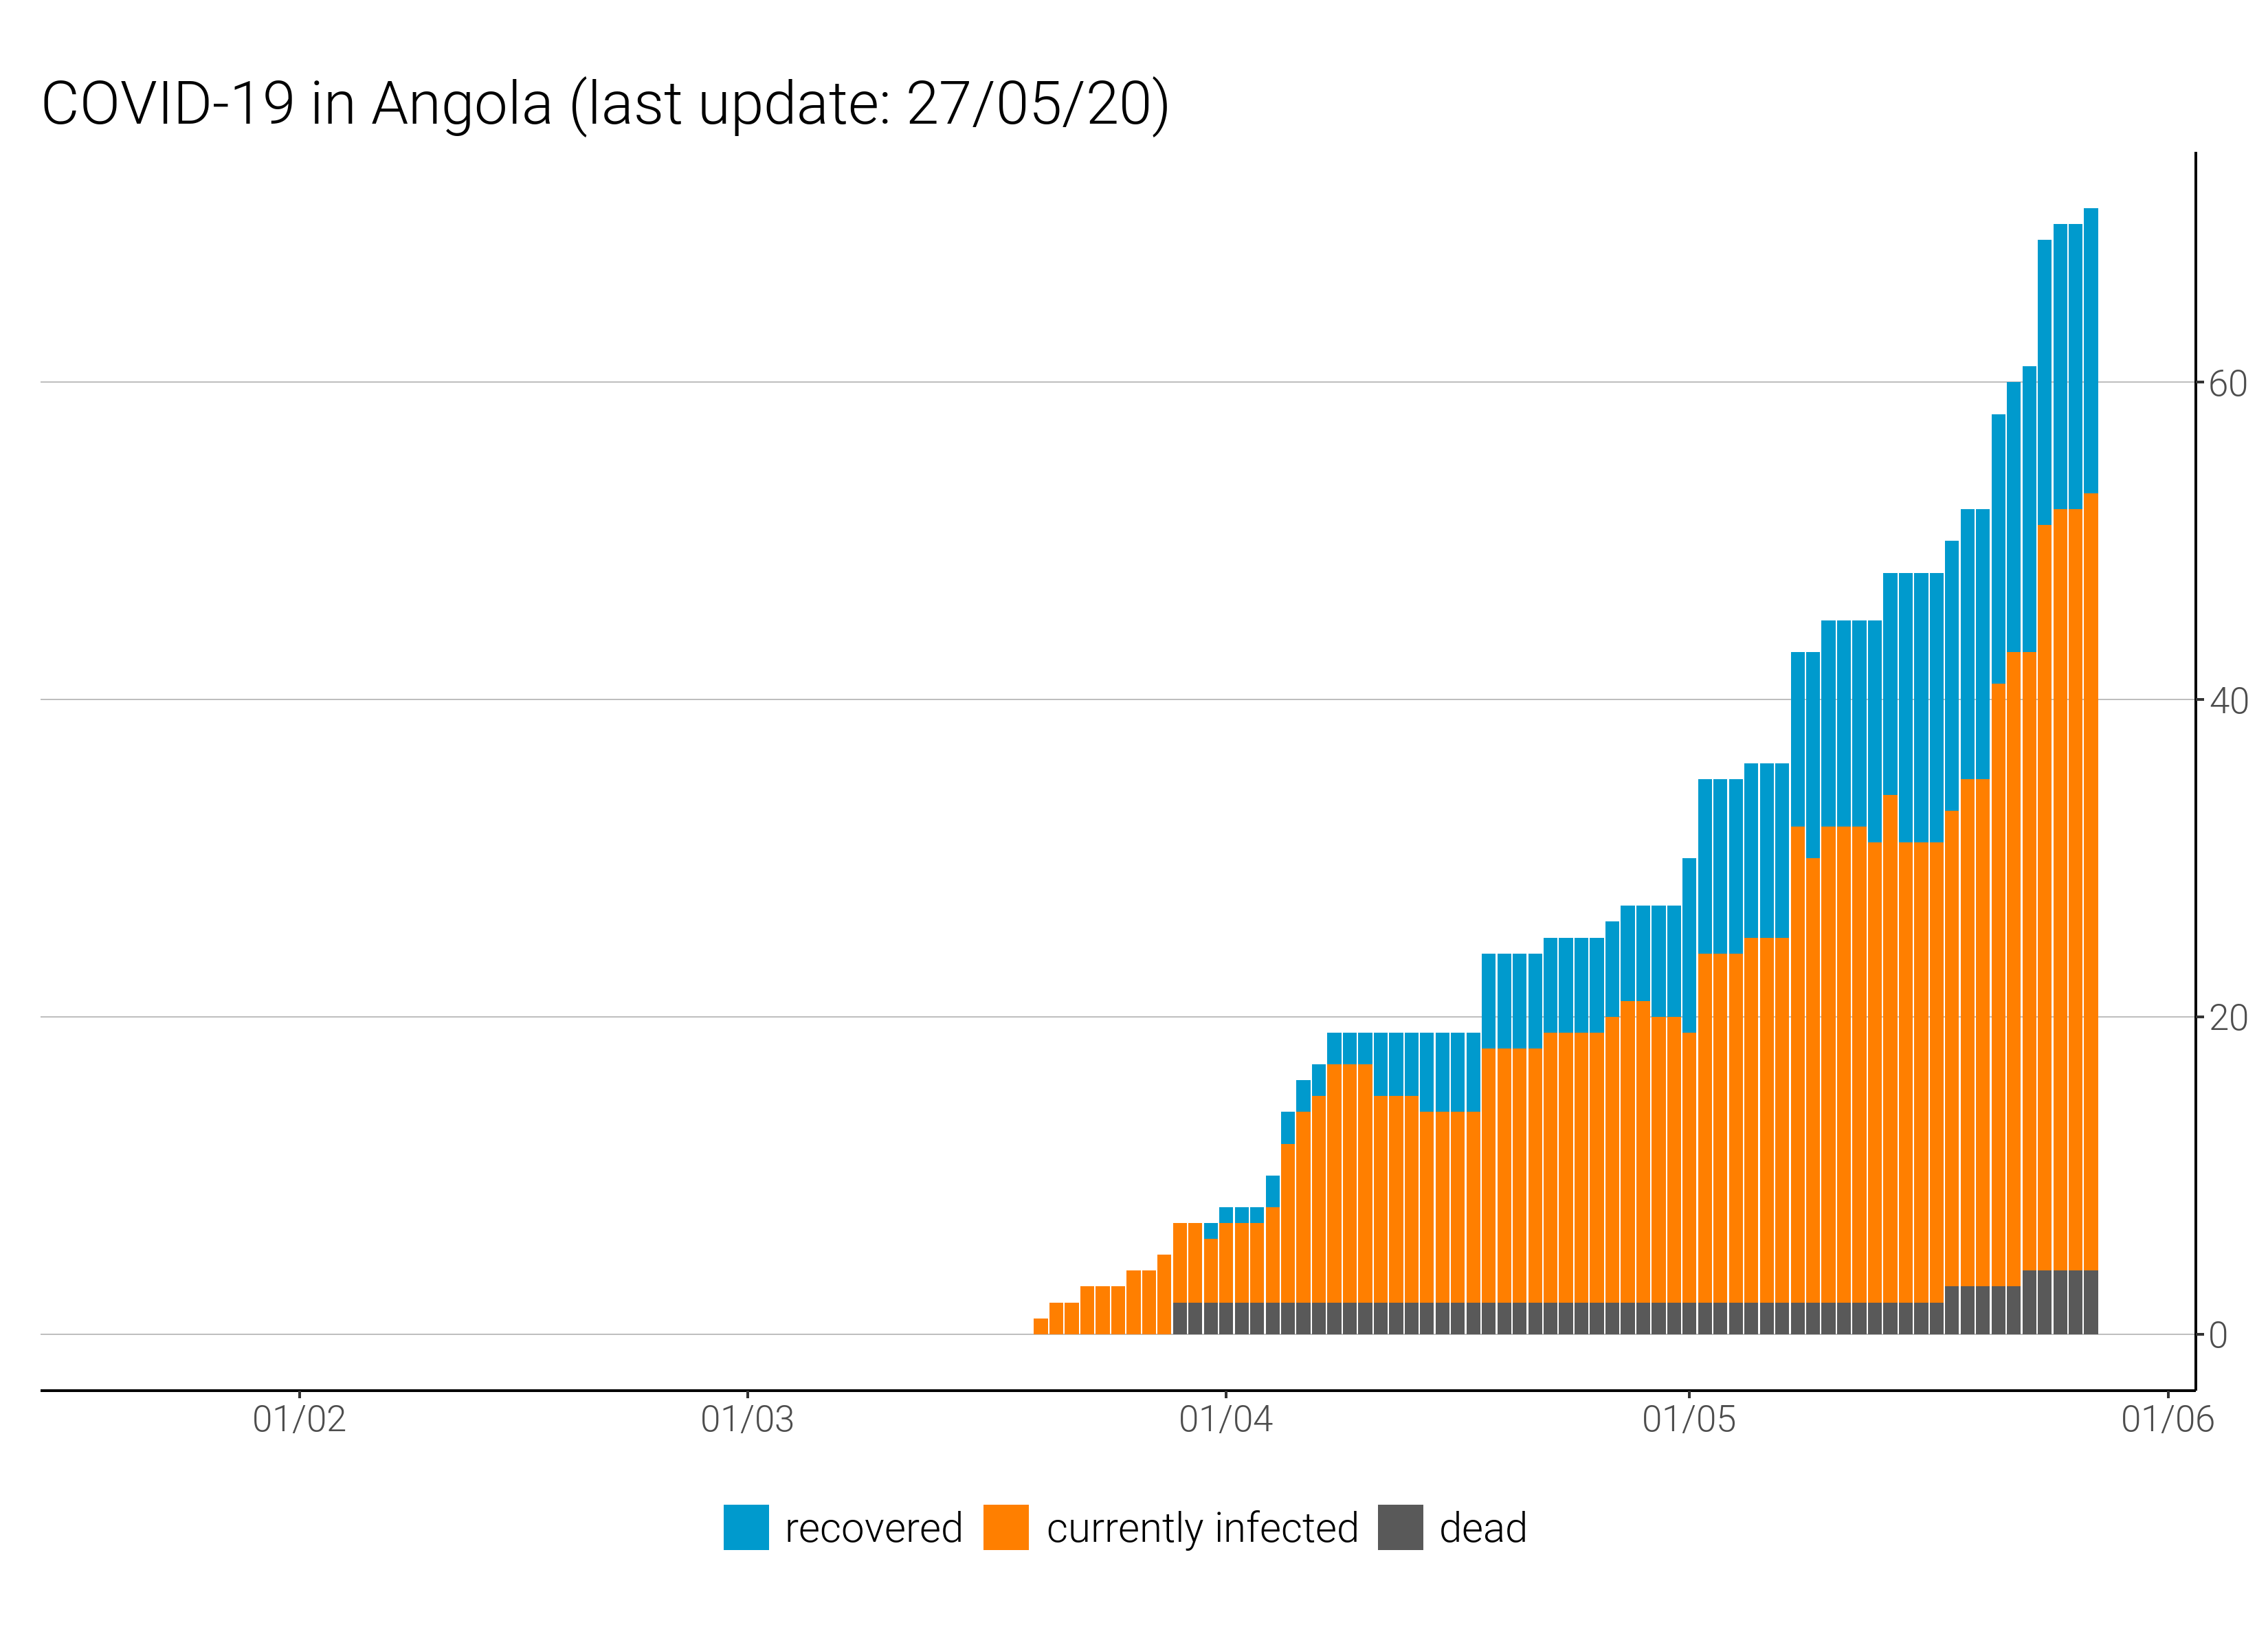 COVID-19 in Angola (last update: 27/05/20)
60
40
20
0
01/02 01/03 01/04 01/05 01/06
recovered currently infected dead